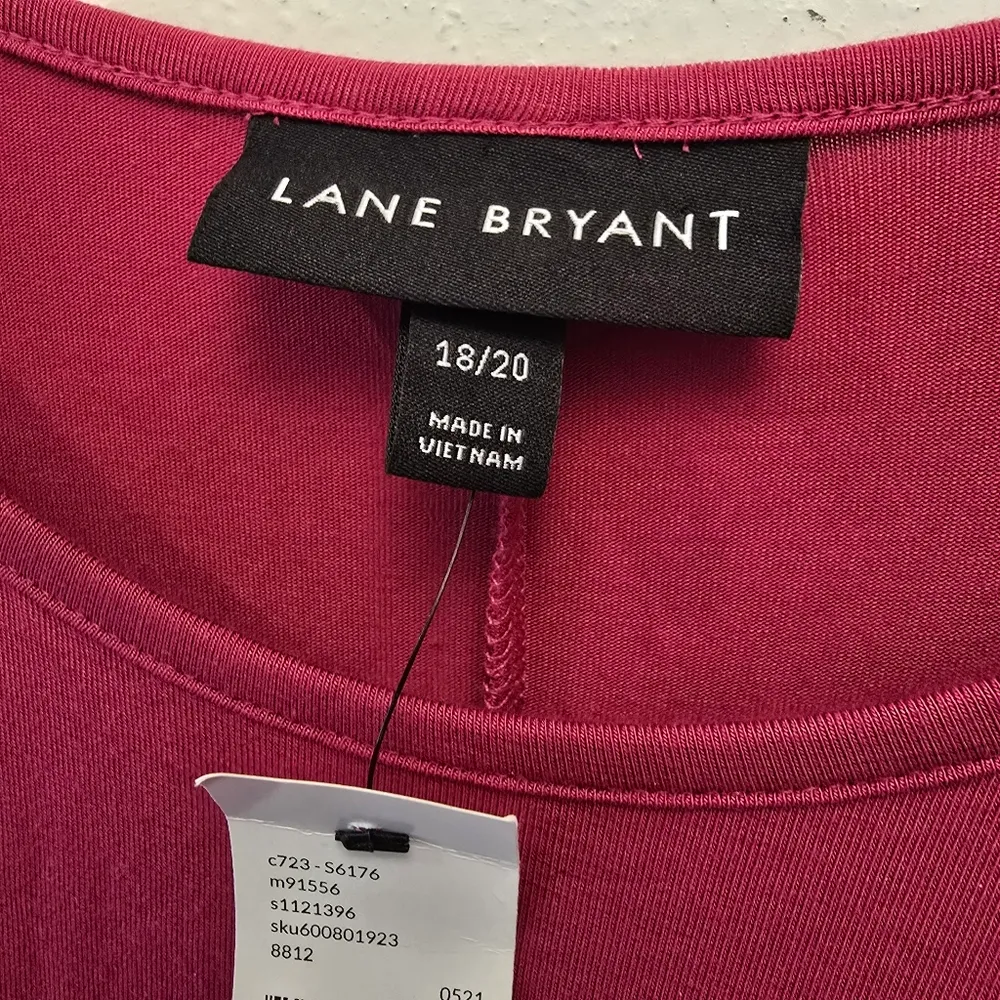 LANE BRYANT
18/20
MADE IN
VIETNAM
c723 - S6176
m91556
s1121396
sku600801923
8812
0521